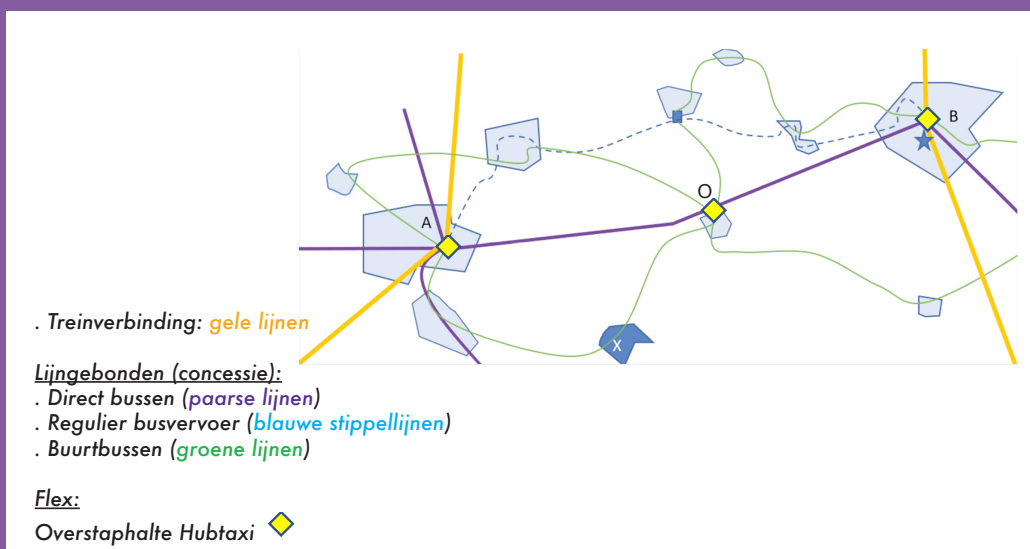 B
O
A
X
. Treinverbinding: gele lijnen
Lijngebonden (concessie):
. Direct bussen (paarse lijnen)
. Regulier busvervoer (blauwe stippellijnen)
. Buurtbussen (groene lijnen)
Flex:
Overstaphalte Hubtaxi